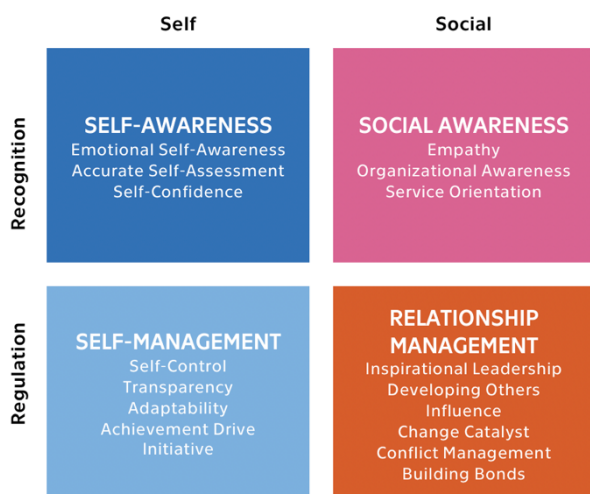 Self
Social
Recognition
SELF-AWARENESS
Emotional Self-Awareness
Accurate Self-Assessment
Self-Confidence
SOCIAL AWARENESS
Empathy
Organizational Awareness
Service Orientation
Regulation
SELF-MANAGEMENT
Self-Control
Transparency
Adaptability
Achievement Drive
Initiative
RELATIONSHIP
MANAGEMENT
Inspirational Leadership
Developing Others
Influence
Change Catalyst
Conflict Management
Building Bonds